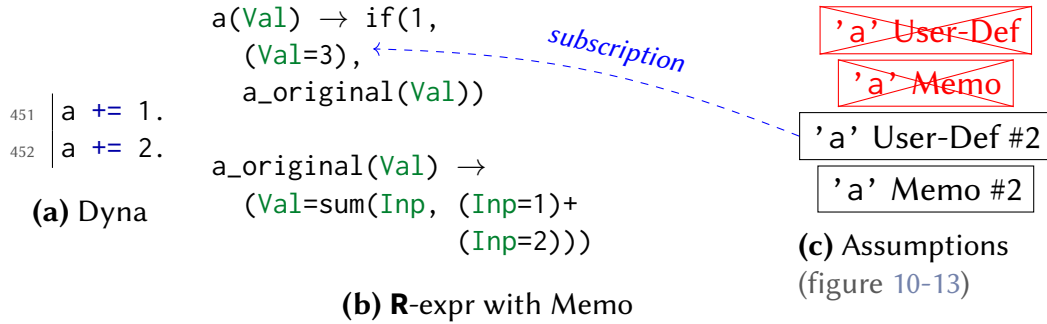 451 a += 1.
452 a += 2.
(a) Dyna
a(Val) → if(1,
(Val=3),
a_original(Val))
a_original(Val) →
(Val=sum(Inp, (Inp=1)+
(Inp=2)))
(b) R-expr with Memo
subscription
'a' User-Def
'a' Memo
'a' User-Def #2
'a' Memo #2
(c) Assumptions
(figure 10-13)